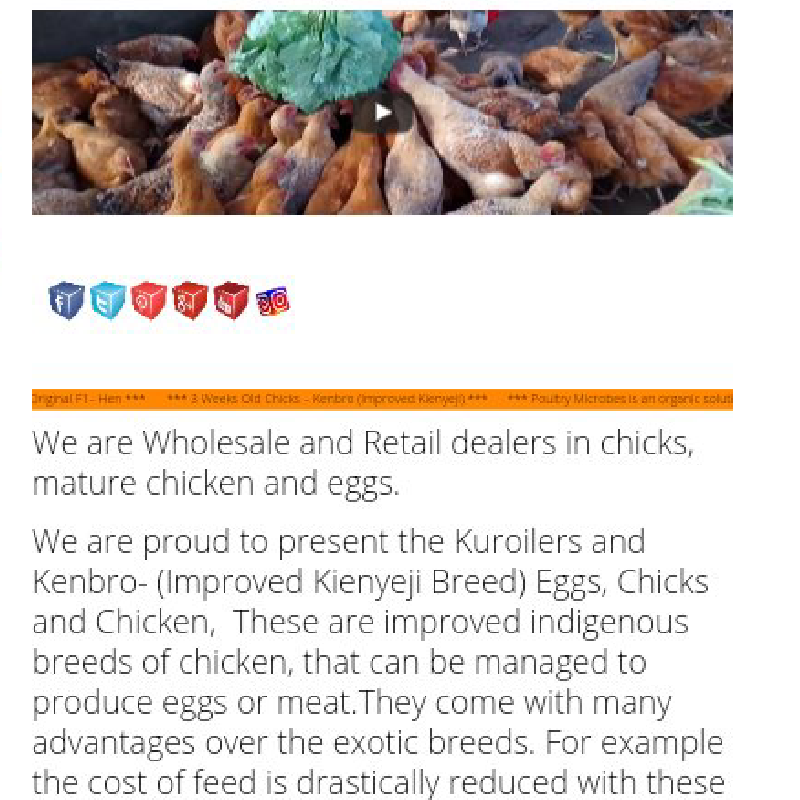 Original F1- Hen *** *** 3 Weeks Old Chicks - Kenbro (Improved Kienyeji) *** *** Poultry Microbes is an organic solut
We are Wholesale and Retail dealers in chicks,
mature chicken and eggs.
We are proud to present the Kuroilers and
Kenbro- (Improved Kienyeji Breed) Eggs, Chicks
and Chicken,  These are improved indigenous
breeds of chicken, that can be managed to
produce eggs or meat.They come with many
advantages over the exotic breeds. For example
the cost of feed is drastically reduced with these